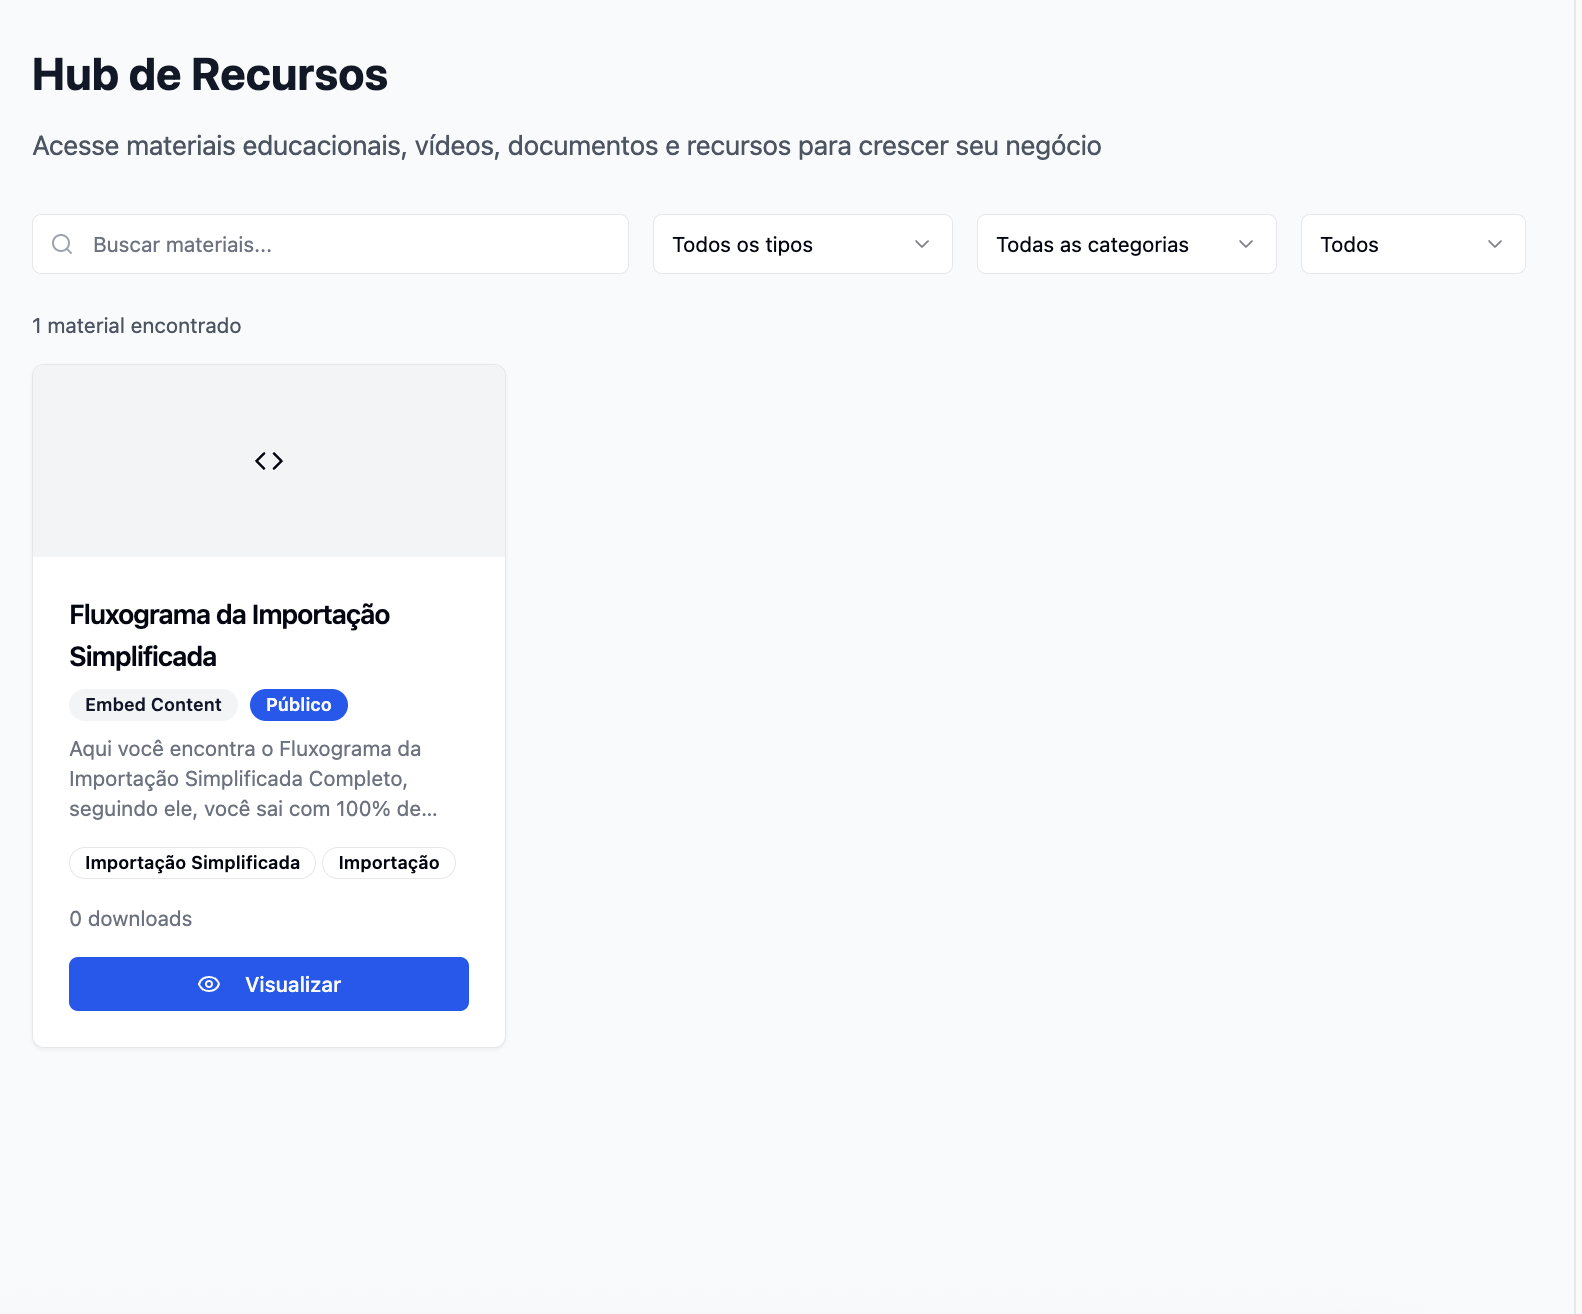 Hub de Recursos
Acesse materiais educacionais, vídeos, documentos e recursos para crescer seu negócio
Buscar materiais...
Todos os tipos
Todas as categorias
Todos
1 material encontrado
Fluxograma da Importação
Simplificada
Embed Content
Público
Aqui você encontra o Fluxograma da
Importação Simplificada Completo,
seguindo ele, você sai com 100% de...
Importação Simplificada
Importação
0 downloads
Visualizar